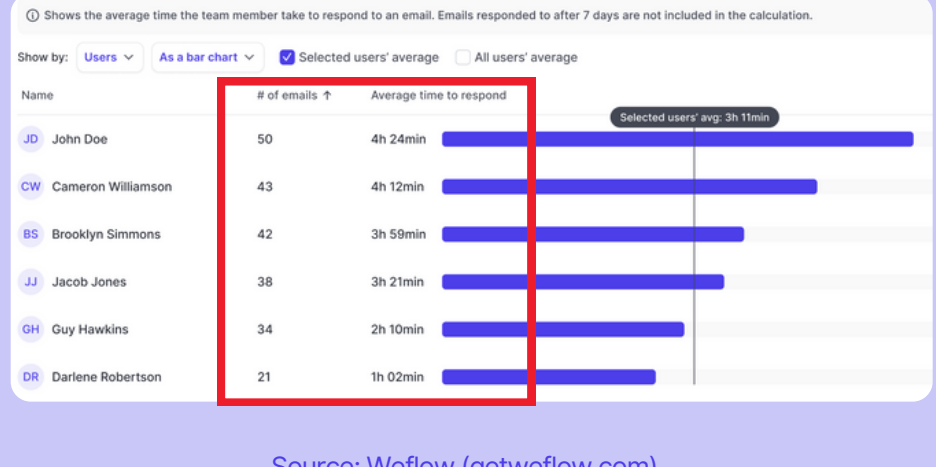 Shows the average time the team member take to respond to an email. Emails responded to after 7 days are not included in the calculation.
Show by: Users As a bar chart Selected users' average All users' average
Name # of emails ↑ Average time to respond
Selected users' avg: 3h 11min
JD John Doe 50 4h 24min
CW Cameron Williamson 43 4h 12min
BS Brooklyn Simmons 42 3h 59min
JJ Jacob Jones 38 3h 21min
GH Guy Hawkins 34 2h 10min
DR Darlene Robertson 21 1h 02min
Source: Weflow (getweflow.com)